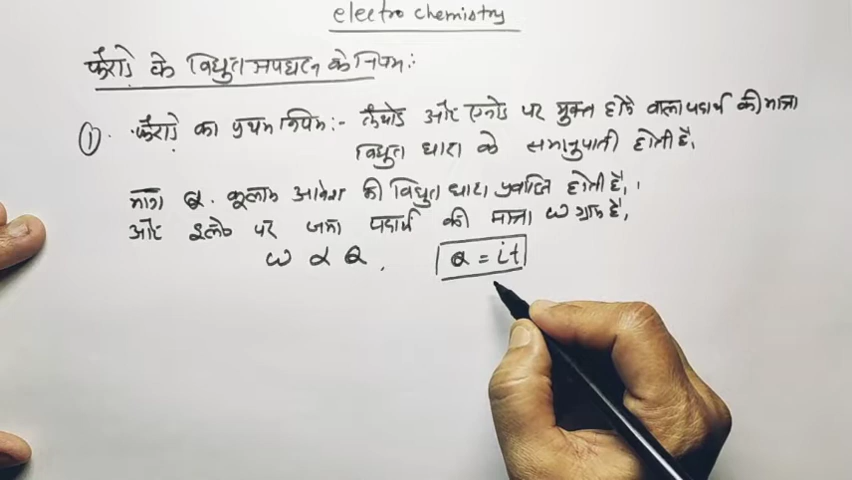 electro chemistry
फैराडे के विद्युत अपघटन के नियम :-
① फैराडे का प्रथम नियम :- कैथोड और एनोड पर मुक्त होने वाला पदार्थ की मात्रा
विद्युत धारा के समानुपाती होती है,
माना Q. कूलाम आवेश की विद्युत धारा प्रवाहित होती है,
और इलेo पर जमा पदार्थ की मात्रा ω ग्राम है,
ω α Q , Q = it